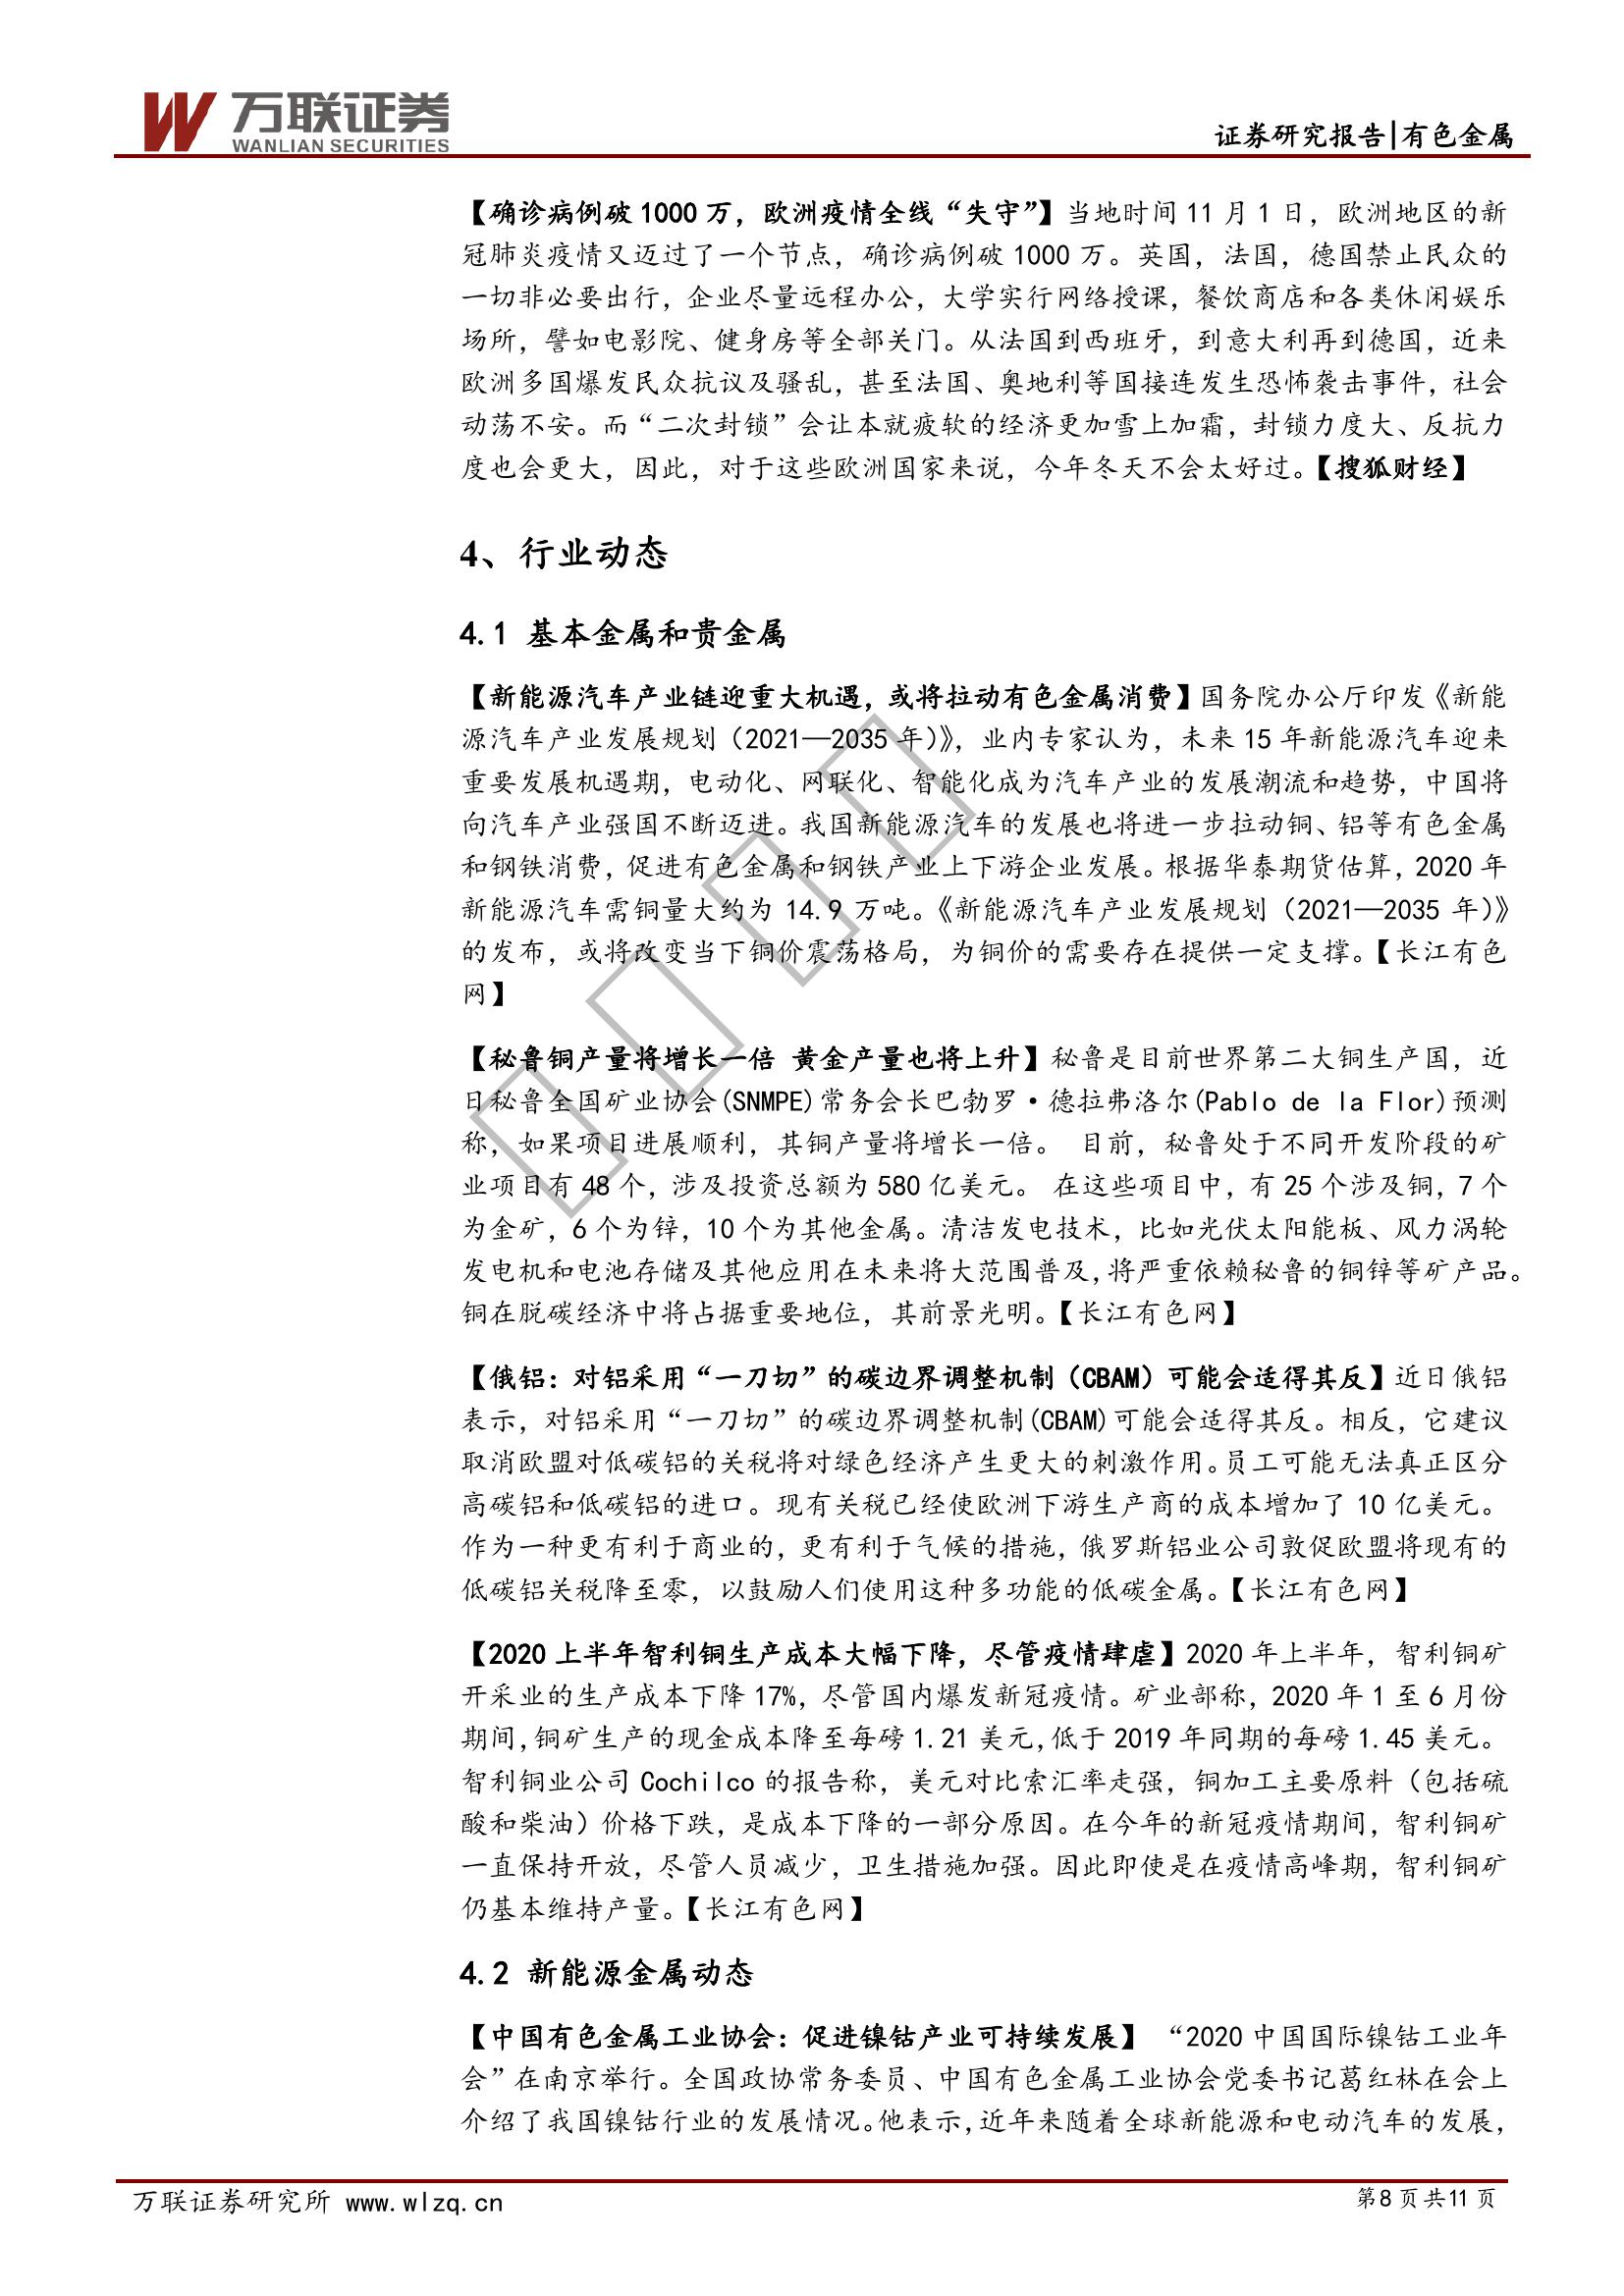 万联证券
WANLIAN SECURITIES
证券研究报告|有色金属
【确诊病例破 1000 万，欧洲疫情全线“失守”】当地时间 11 月 1 日，欧洲地区的新
冠肺炎疫情又迈过了一个节点，确诊病例破 1000 万。英国，法国，德国禁止民众的
一切非必要出行，企业尽量远程办公，大学实行网络授课，餐饮商店和各类休闲娱乐
场所，譬如电影院、健身房等全部关门。从法国到西班牙，到意大利再到德国，近来
欧洲多国爆发民众抗议及骚乱，甚至法国、奥地利等国接连发生恐怖袭击事件，社会
动荡不安。而“二次封锁”会让本就疲软的经济更加雪上加霜，封锁力度大、反抗力
度也会更大，因此，对于这些欧洲国家来说，今年冬天不会太好过。【搜狐财经】
4、行业动态
4.1 基本金属和贵金属
【新能源汽车产业链迎重大机遇，或将拉动有色金属消费】国务院办公厅印发《新能
源汽车产业发展规划（2021—2035 年）》，业内专家认为，未来 15 年新能源汽车迎来
重要发展机遇期，电动化、网联化、智能化成为汽车产业的发展潮流和趋势，中国将
向汽车产业强国不断迈进。我国新能源汽车的发展也将进一步拉动铜、铝等有色金属
和钢铁消费，促进有色金属和钢铁产业上下游企业发展。根据华泰期货估算，2020 年
新能源汽车需铜量大约为 14.9 万吨。《新能源汽车产业发展规划（2021—2035 年）》
的发布，或将改变当下铜价震荡格局，为铜价的需要存在提供一定支撑。【长江有色
网】
【秘鲁铜产量将增长一倍 黄金产量也将上升】秘鲁是目前世界第二大铜生产国，近
日秘鲁全国矿业协会(SNMPE)常务会长巴勃罗·德拉弗洛尔(Pablo de la Flor)预测
称，如果项目进展顺利，其铜产量将增长一倍。 目前，秘鲁处于不同开发阶段的矿
业项目有 48 个，涉及投资总额为 580 亿美元。 在这些项目中，有 25 个涉及铜，7 个
为金矿，6 个为锌，10 个为其他金属。清洁发电技术，比如光伏太阳能板、风力涡轮
发电机和电池存储及其他应用在未来将大范围普及,将严重依赖秘鲁的铜锌等矿产品。
铜在脱碳经济中将占据重要地位，其前景光明。【长江有色网】
【俄铝：对铝采用“一刀切”的碳边界调整机制（CBAM）可能会适得其反】近日俄铝
表示，对铝采用“一刀切”的碳边界调整机制(CBAM)可能会适得其反。相反，它建议
取消欧盟对低碳铝的关税将对绿色经济产生更大的刺激作用。员工可能无法真正区分
高碳铝和低碳铝的进口。现有关税已经使欧洲下游生产商的成本增加了 10 亿美元。
作为一种更有利于商业的，更有利于气候的措施，俄罗斯铝业公司敦促欧盟将现有的
低碳铝关税降至零，以鼓励人们使用这种多功能的低碳金属。【长江有色网】
【2020 上半年智利铜生产成本大幅下降，尽管疫情肆虐】2020 年上半年，智利铜矿
开采业的生产成本下降 17%，尽管国内爆发新冠疫情。矿业部称，2020 年 1 至 6 月份
期间,铜矿生产的现金成本降至每磅 1.21 美元,低于 2019 年同期的每磅 1.45 美元。
智利铜业公司 Cochilco 的报告称，美元对比索汇率走强，铜加工主要原料（包括硫
酸和柴油）价格下跌，是成本下降的一部分原因。在今年的新冠疫情期间，智利铜矿
一直保持开放，尽管人员减少，卫生措施加强。因此即使是在疫情高峰期，智利铜矿
仍基本维持产量。【长江有色网】
4.2 新能源金属动态
【中国有色金属工业协会：促进镍钴产业可持续发展】 “2020 中国国际镍钴工业年
会”在南京举行。全国政协常务委员、中国有色金属工业协会党委书记葛红林在会上
介绍了我国镍钴行业的发展情况。他表示,近年来随着全球新能源和电动汽车的发展，
万联证券研究所 www.wlzq.cn
第8页共11页